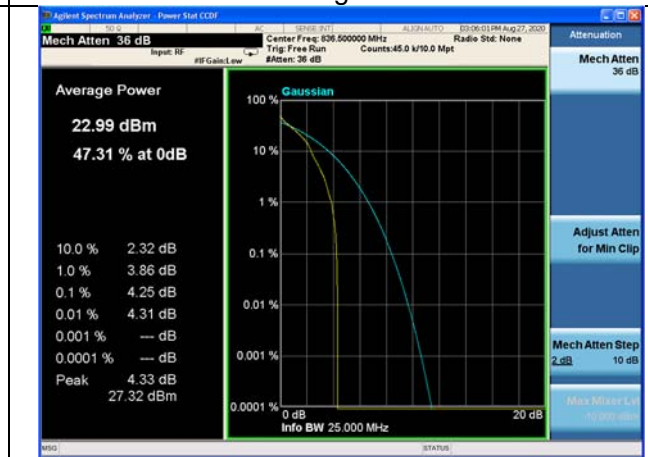 Agilent Spectrum Analyzer - Power Stat CCDF
50 Ω AC SENSE:INT ALIGN AUTO 03:06:01 PM Aug 27, 2020
Mech Atten 36 dB
Center Freq: 836.500000 MHz Radio Std: None
Input: RF Trig: Free Run Counts:45.0 k/10.0 Mpt
#IFGain:Low #Atten: 36 dB
Attenuation
Mech Atten
36 dB
Average Power
22.99 dBm
47.31 % at 0dB
10.0 % 2.32 dB
1.0 % 3.86 dB
0.1 % 4.25 dB
0.01 % 4.31 dB
0.001 % --- dB
0.0001 % --- dB
Peak 4.33 dB
27.32 dBm
Gaussian
100 %
10 %
1 %
0.1 %
0.01 %
0.001 %
0.0001 %
0 dB 20 dB
Info BW 25.000 MHz
Adjust Atten
for Min Clip
Mech Atten Step
2 dB 10 dB
Max Mixer Lvl
MSG STATUS